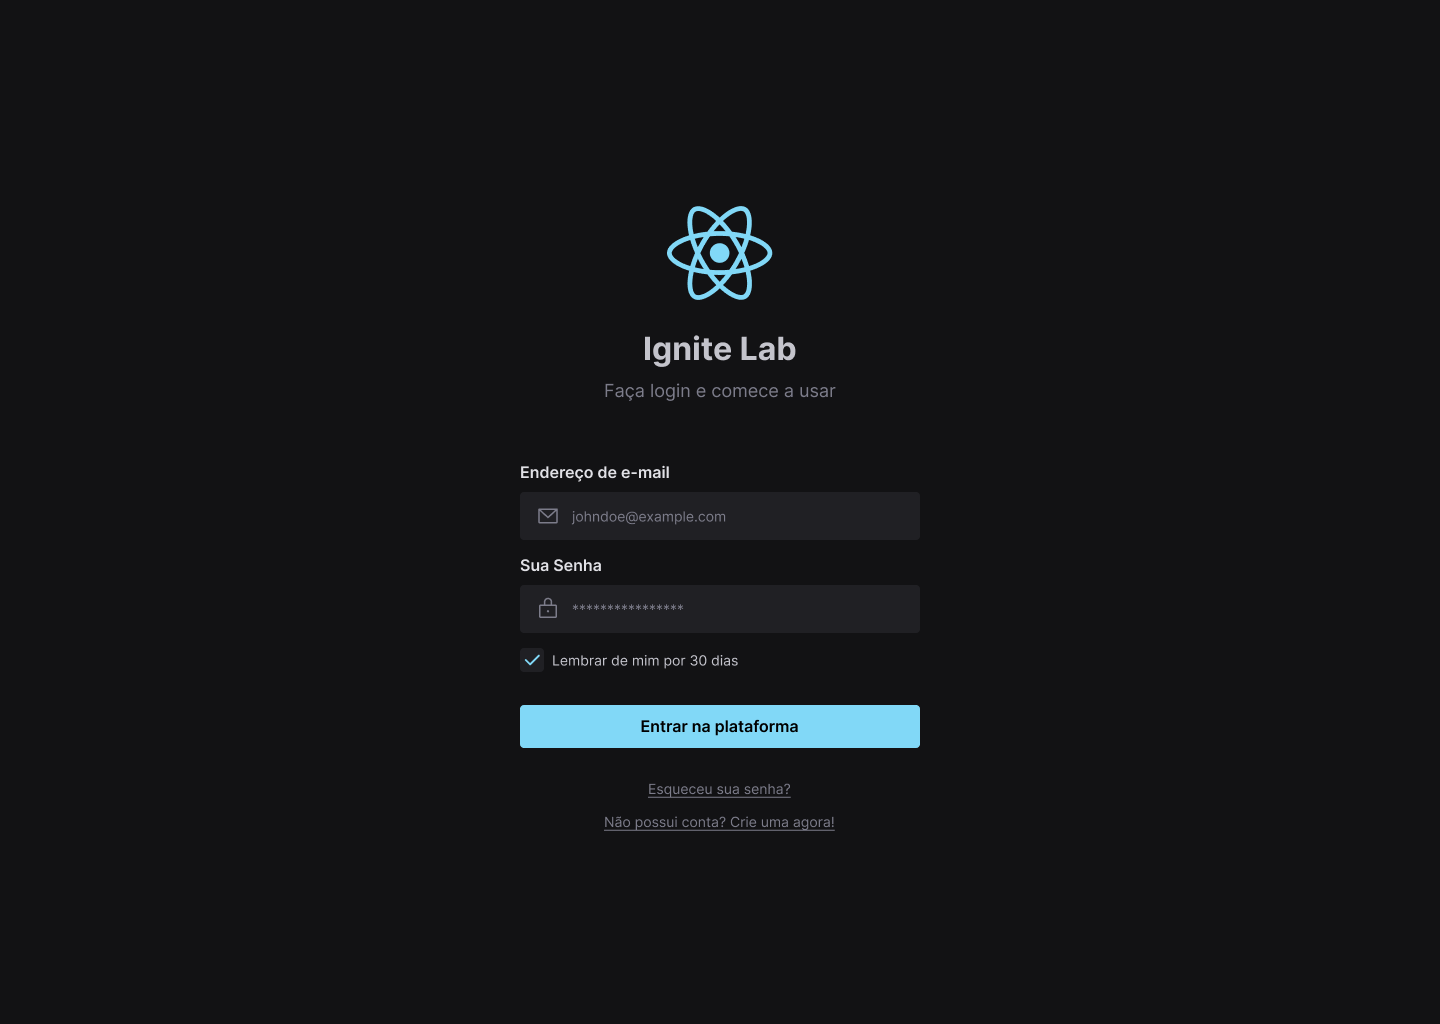 Ignite Lab
Faça login e comece a usar
Endereço de e-mail
johndoe@example.com
Sua Senha
****************
Lembrar de mim por 30 dias
Entrar na plataforma
Esqueceu sua senha?
Não possui conta? Crie uma agora!